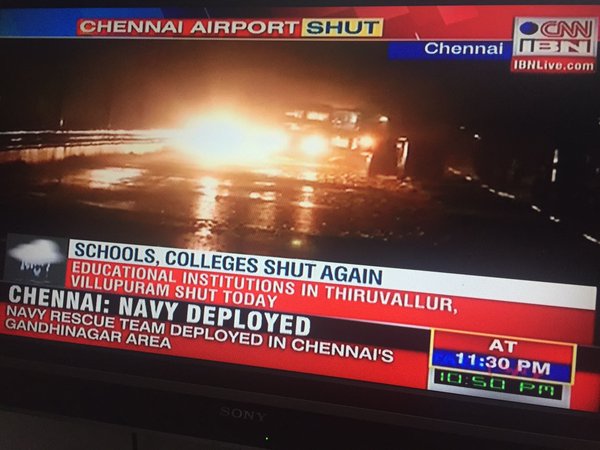 CHENNAI AIRPORT SHUT
CNN
IBN
IBNLive.com
Chennai
SCHOOLS, COLLEGES SHUT AGAIN
EDUCATIONAL INSTITUTIONS IN THIRUVALLUR,
VILLUPURAM SHUT TODAY
CHENNAI: NAVY DEPLOYED
NAVY RESCUE TEAM DEPLOYED IN CHENNAI'S
GANDHINAGAR AREA
AT
11:30 PM
10:50 PM
SONY